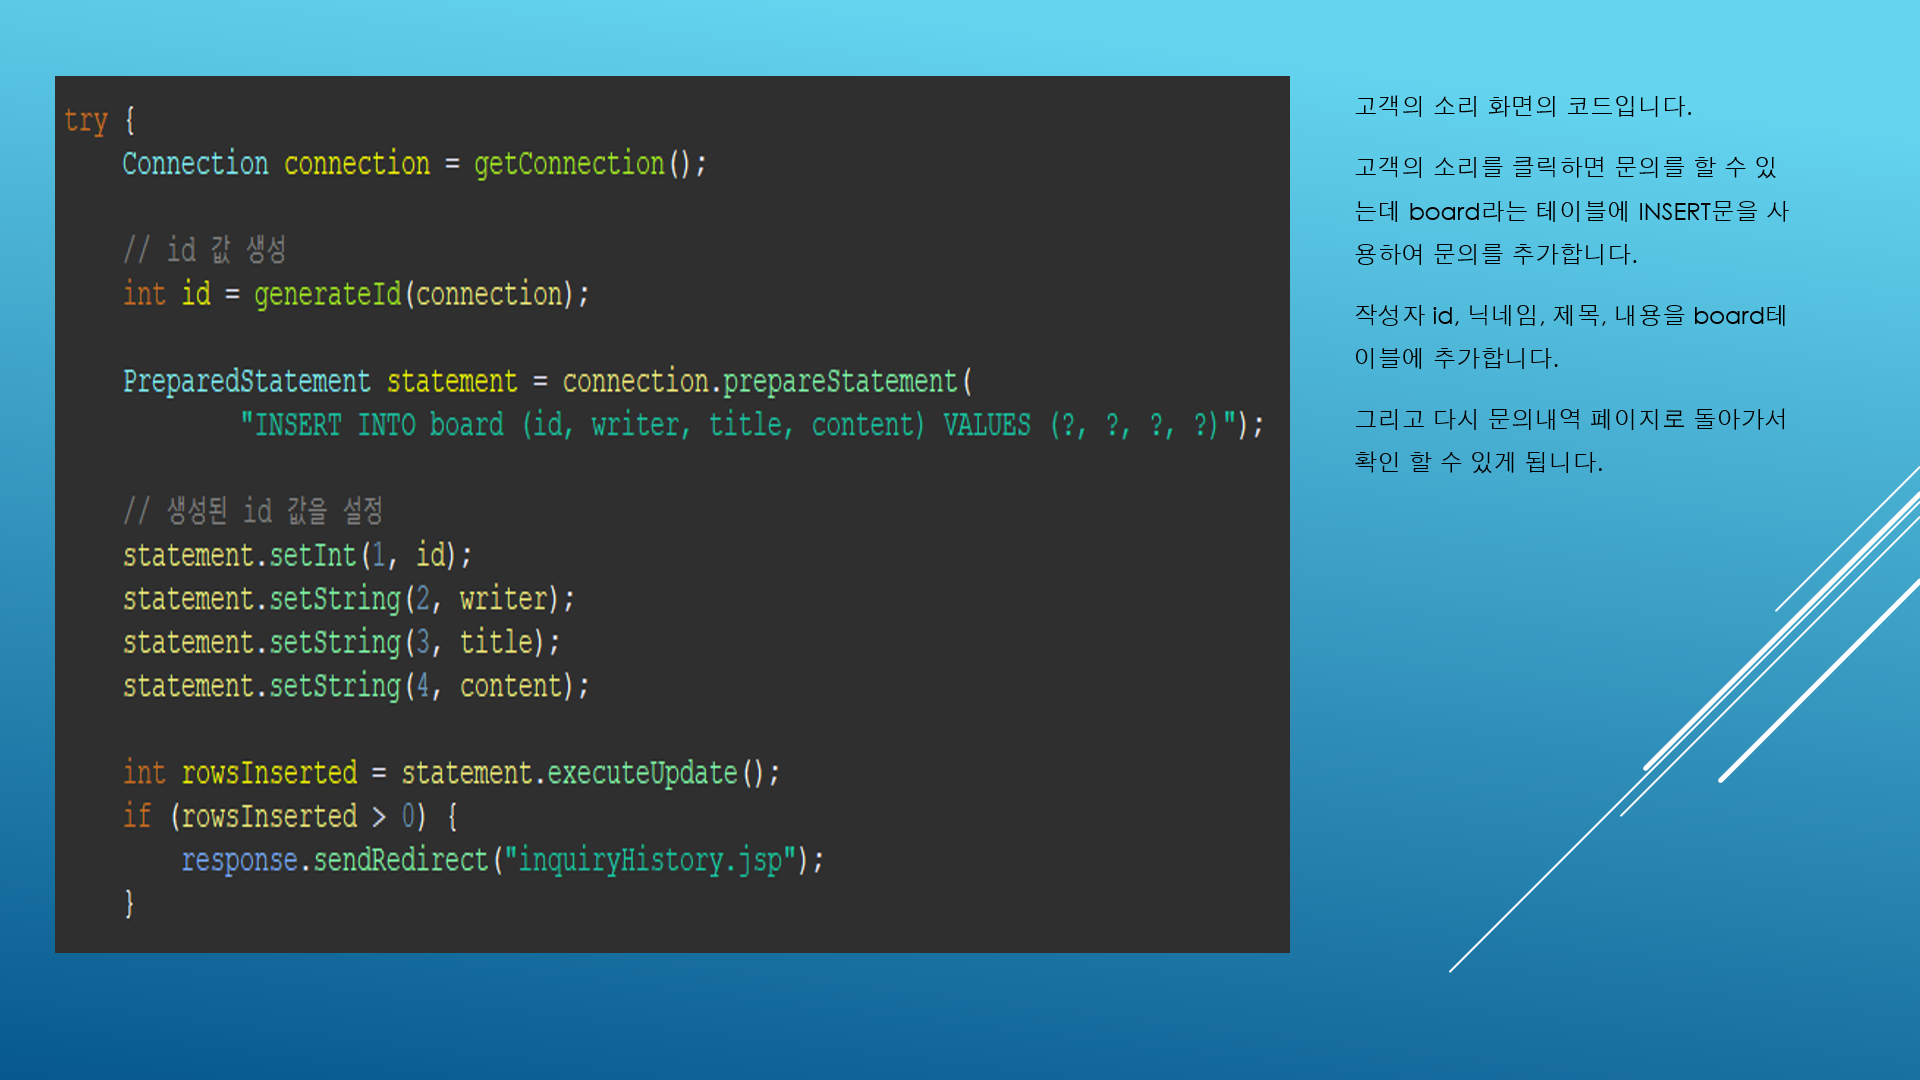 try {
    Connection connection = getConnection();
    // id 값 생성
    int id = generateId(connection);
    PreparedStatement statement = connection.prepareStatement(
            "INSERT INTO board (id, writer, title, content) VALUES (?, ?, ?, ?)");
    // 생성된 id 값을 설정
    statement.setInt(1, id);
    statement.setString(2, writer);
    statement.setString(3, title);
    statement.setString(4, content);
    int rowsInserted = statement.executeUpdate();
    if (rowsInserted > 0) {
        response.sendRedirect("inquiryHistory.jsp");
    }
고객의 소리 화면의 코드입니다.
고객의 소리를 클릭하면 문의를 할 수 있
는데 board라는 테이블에 INSERT문을 사
용하여 문의를 추가합니다.
작성자 id, 닉네임, 제목, 내용을 board테
이블에 추가합니다.
그리고 다시 문의내역 페이지로 돌아가서
확인 할 수 있게 됩니다.